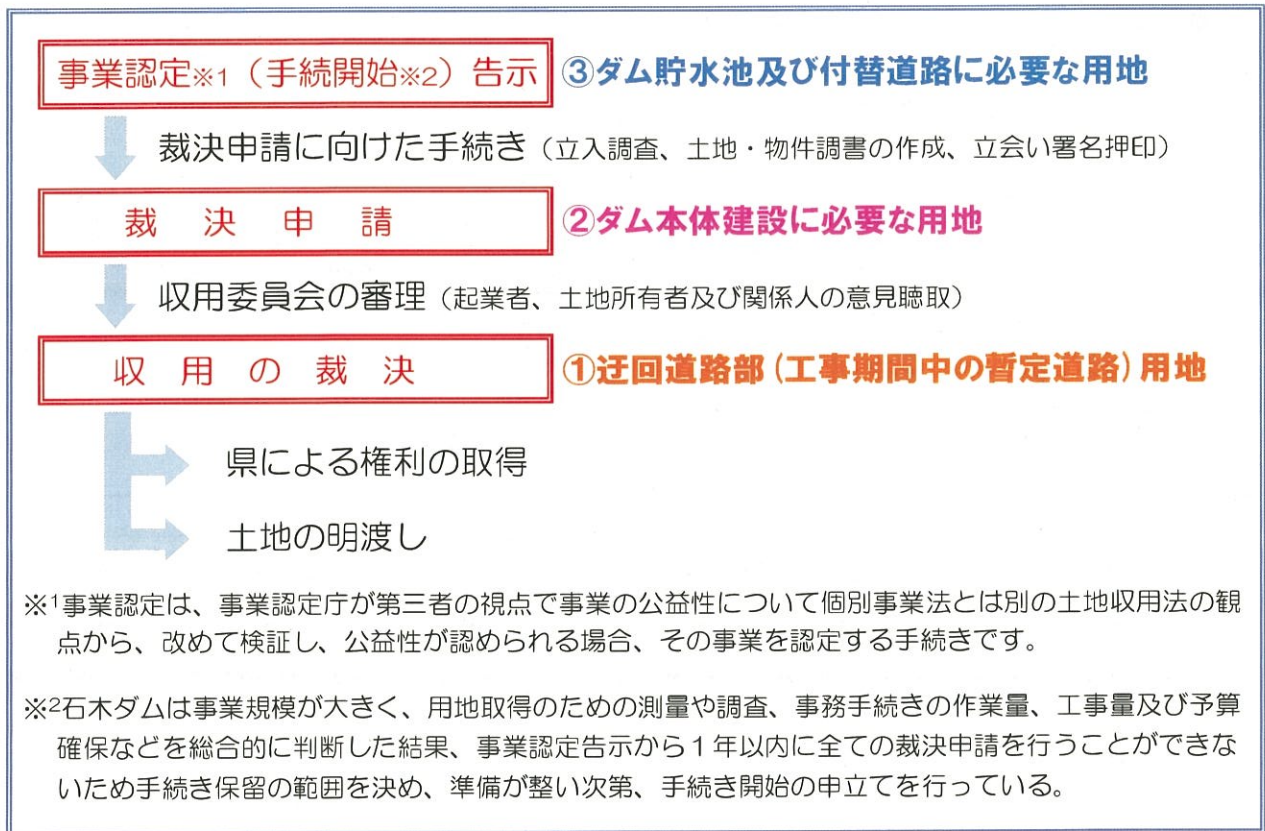 事業認定※1（手続開始※2）告示 ③ダム貯水池及び付替道路に必要な用地
裁決申請に向けた手続き（立入調査、土地・物件調書の作成、立会い署名押印）
裁決申請 ②ダム本体建設に必要な用地
収用委員会の審理（起業者、土地所有者及び関係人の意見聴取）
収用の裁決 ①迂回道路部（工事期間中の暫定道路）用地
県による権利の取得
土地の明渡し
※1事業認定は、事業認定庁が第三者の視点で事業の公益性について個別事業法とは別の土地収用法の観
点から、改めて検証し、公益性が認められる場合、その事業を認定する手続きです。
※2石木ダムは事業規模が大きく、用地取得のための測量や調査、事務手続きの作業量、工事量及び予算
確保などを総合的に判断した結果、事業認定告示から１年以内に全ての裁決申請を行うことができな
いため手続き保留の範囲を決め、準備が整い次第、手続き開始の申立てを行っている。